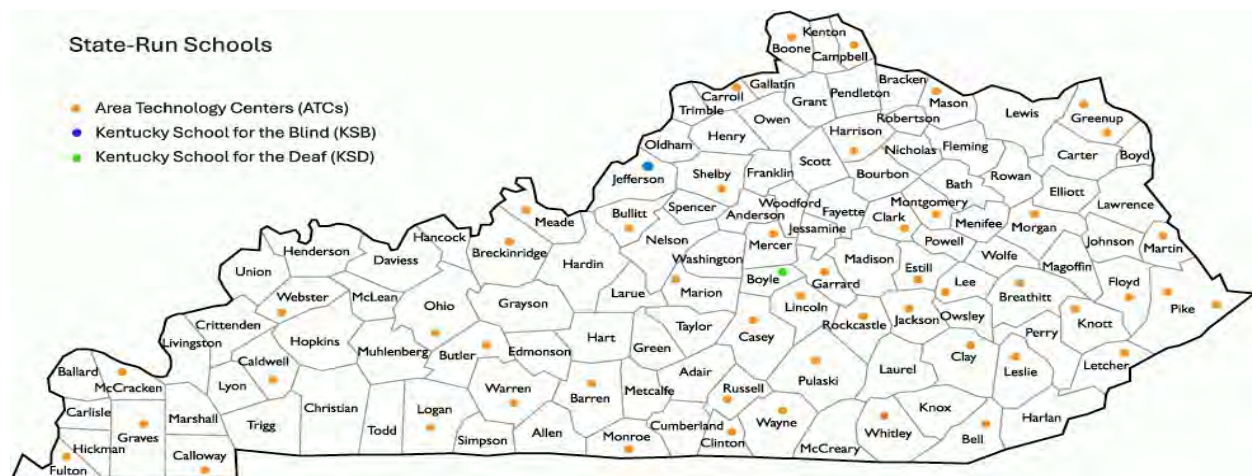 State-Run Schools
Area Technology Centers (ATCs)
Kentucky School for the Blind (KSB)
Kentucky School for the Deaf (KSD)
Kenton
Boone
Campbell
Gallatin
Bracken
Carroll
Pendleton
Mason
Trimble
Grant
Lewis
Greenup
Owen
Robertson
Henry
Harrison
Oldham
Nicholas
Fleming
Carter
Boyd
Scott
Jefferson
Shelby
Franklin
Bourbon
Rowan
Bath
Elliott
Woodford
Montgomery
Lawrence
Meade
Bullitt
Spencer
Anderson
Fayette
Clark
Menifee
Morgan
Jessamine
Hancock
Breckinridge
Nelson
Mercer
Powell
Johnson
Martin
Henderson
Daviess
Washington
Madison
Wolfe
Union
Hardin
Magoffin
Boyle
Garrard
Estill
Lee
Floyd
Webster
McLean
Ohio
Grayson
Larue
Marion
Lincoln
Breathitt
Pike
Crittenden
Rockcastle
Jackson
Owsley
Knott
Livingston
Hopkins
Muhlenberg
Butler
Edmonson
Hart
Green
Taylor
Casey
Perry
Caldwell
Clay
Letcher
Ballard
McCracken
Lyon
Warren
Barren
Metcalfe
Adair
Russell
Pulaski
Laurel
Leslie
Carlisle
Graves
Marshall
Trigg
Christian
Todd
Logan
Simpson
Allen
Monroe
Cumberland
Clinton
Wayne
McCreary
Whitley
Knox
Bell
Harlan
Hickman
Fulton
Calloway